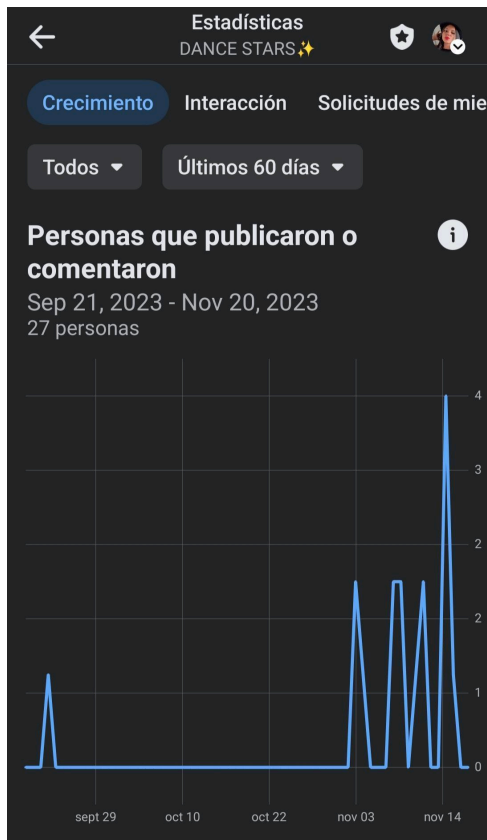 Estadísticas
DANCE STARS✨
Crecimiento Interacción Solicitudes de mie
Todos Últimos 60 días
Personas que publicaron o
comentaron
Sep 21, 2023 - Nov 20, 2023
27 personas
4
3
2
2
1
0
sept 29 oct 10 oct 22 nov 03 nov 14